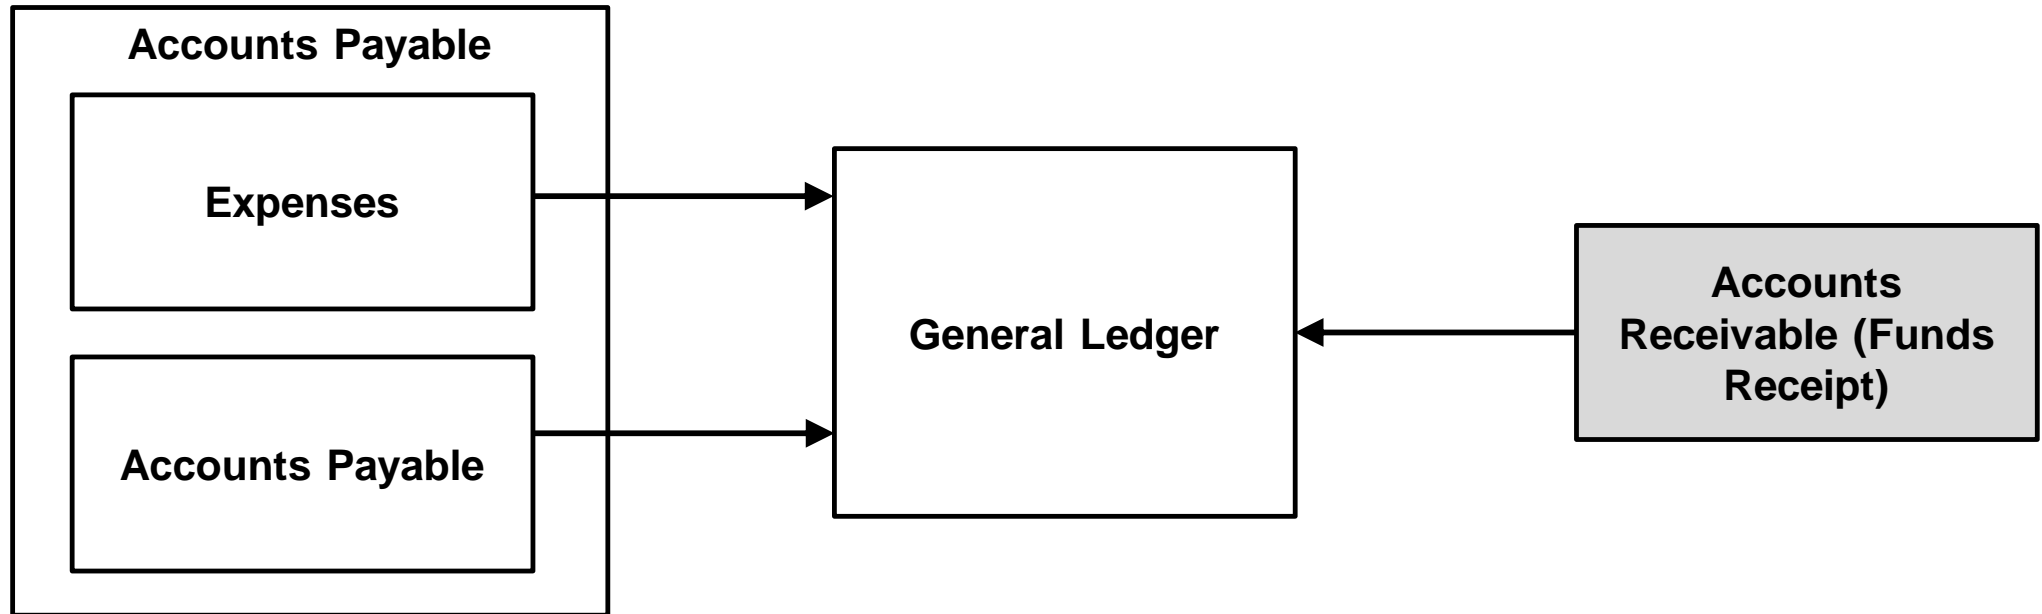 Accounts Payable
Expenses
Accounts Payable
General Ledger
Accounts
Receivable (Funds
Receipt)